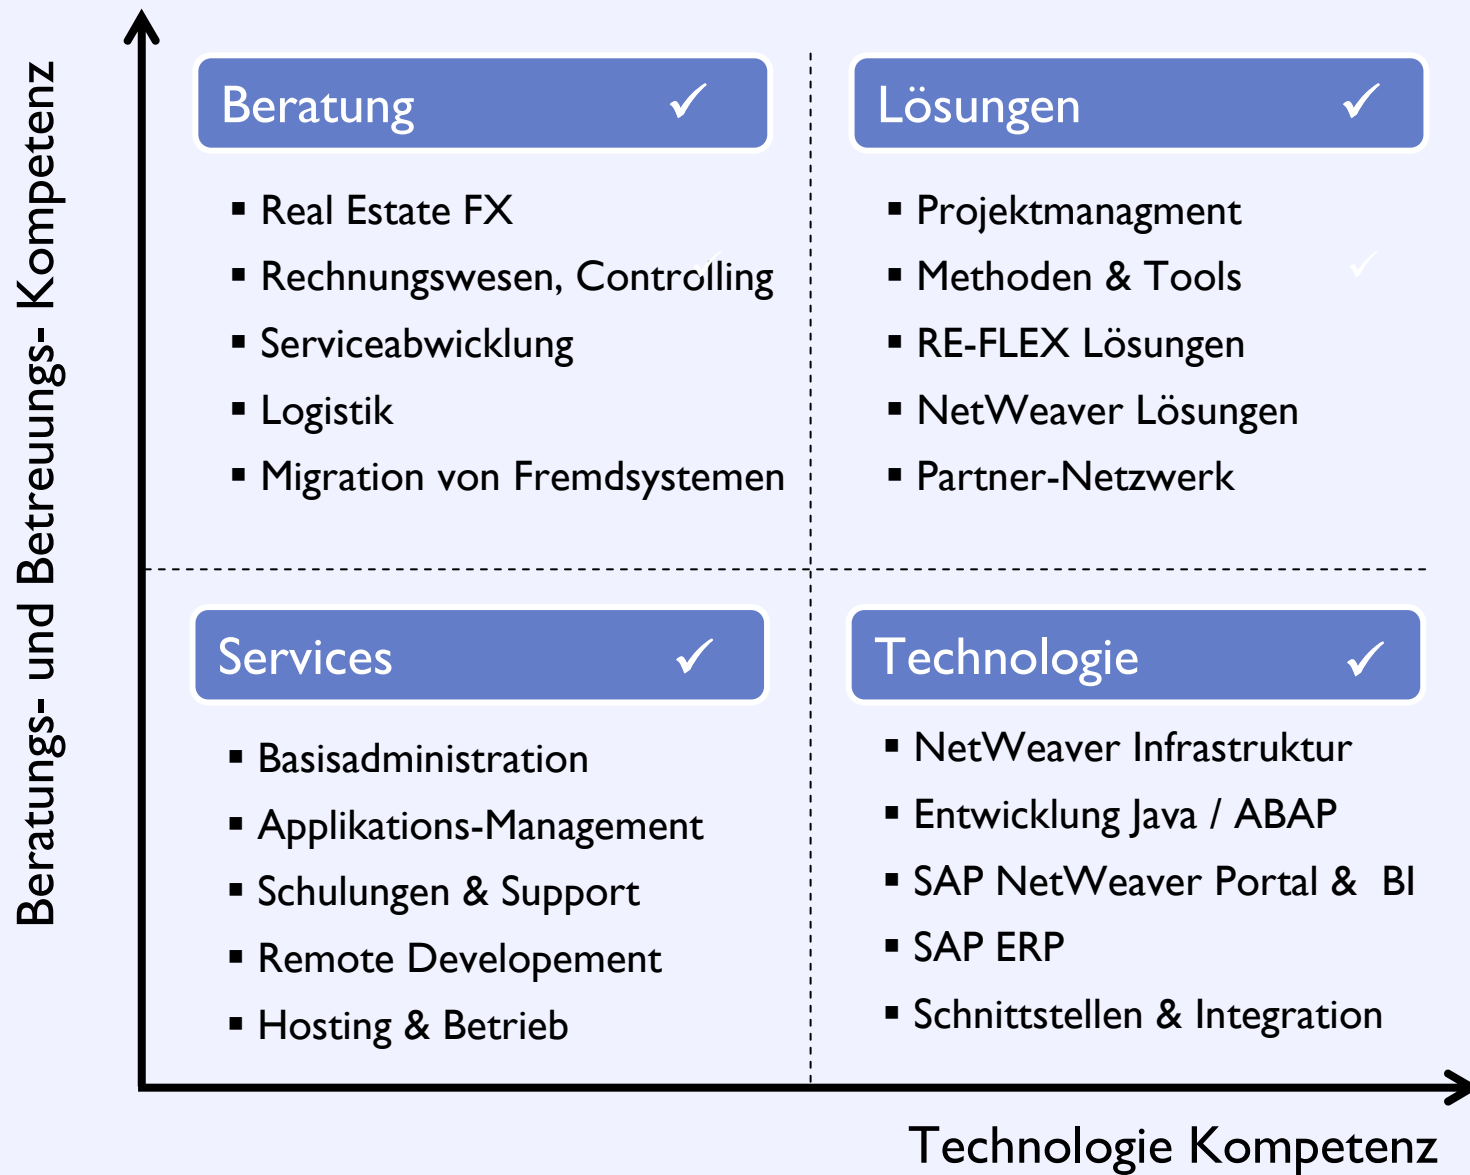 Beratungs- und Betreuungs- Kompetenz
Beratung ✓
▪ Real Estate FX
▪ Rechnungswesen, Controlling
▪ Serviceabwicklung
▪ Logistik
▪ Migration von Fremdsystemen
Lösungen ✓
▪ Projektmanagment
▪ Methoden & Tools
▪ RE-FLEX Lösungen
▪ NetWeaver Lösungen
▪ Partner-Netzwerk
Services ✓
▪ Basisadministration
▪ Applikations-Management
▪ Schulungen & Support
▪ Remote Developement
▪ Hosting & Betrieb
Technologie ✓
▪ NetWeaver Infrastruktur
▪ Entwicklung Java / ABAP
▪ SAP NetWeaver Portal & BI
▪ SAP ERP
▪ Schnittstellen & Integration
Technologie Kompetenz